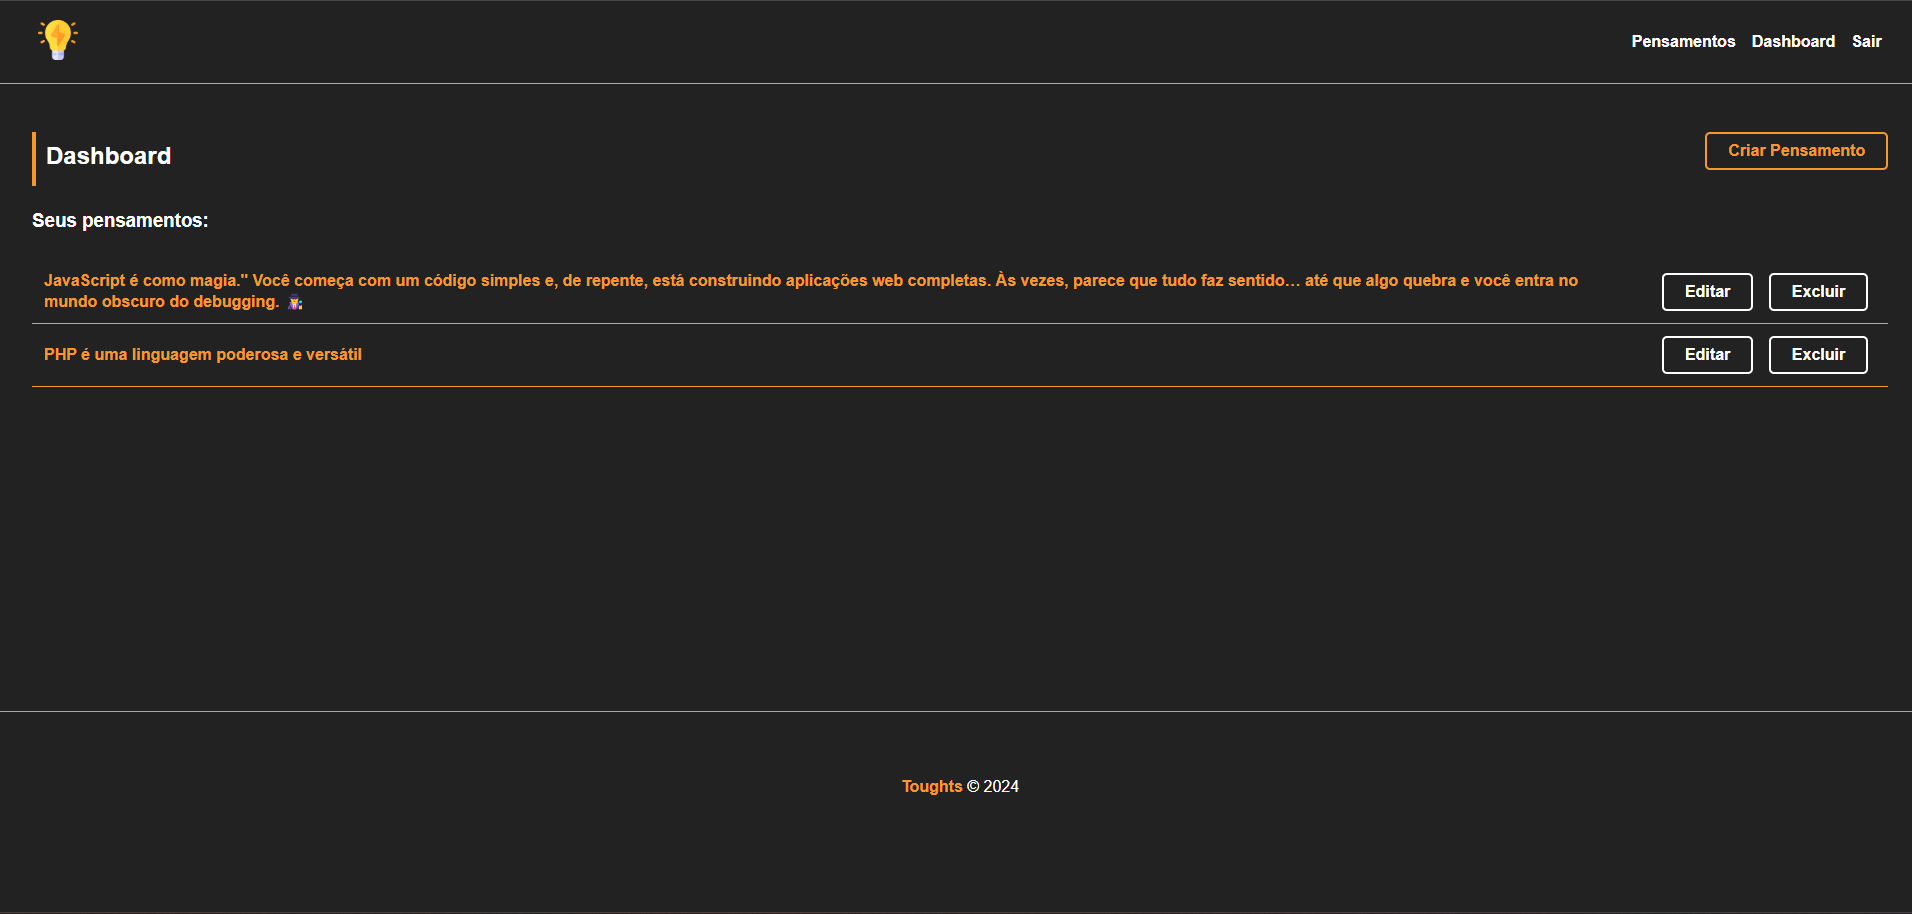 Pensamentos Dashboard Sair
Dashboard
Criar Pensamento
Seus pensamentos:
JavaScript é como magia." Você começa com um código simples e, de repente, está construindo aplicações web completas. Às vezes, parece que tudo faz sentido… até que algo quebra e você entra no
mundo obscuro do debugging. 🧙‍♂️
Editar Excluir
PHP é uma linguagem poderosa e versátil
Editar Excluir
Toughts © 2024